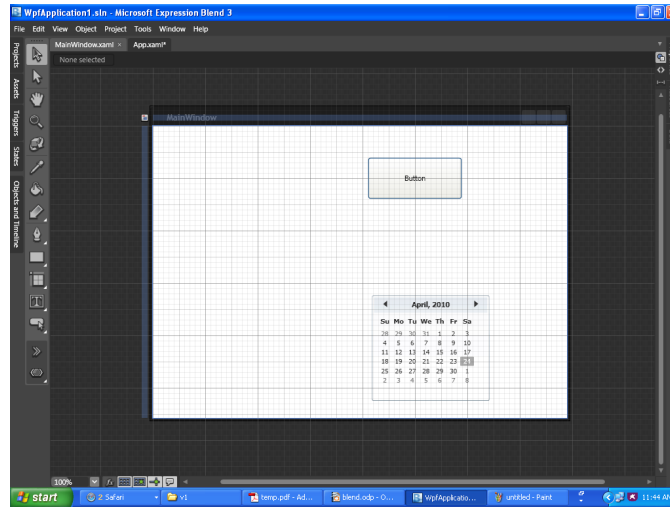 WpfApplication1.sln - Microsoft Expression Blend 3
File Edit View Object Project Tools Window Help
MainWindow.xaml × App.xaml*
None selected
Projects
Assets
Triggers
States
Objects and Timeline
MainWindow
Button
April, 2010
Su Mo Tu We Th Fr Sa
28 29 30 31 1 2 3
4 5 6 7 8 9 10
11 12 13 14 15 16 17
18 19 20 21 22 23 24
25 26 27 28 29 30 1
2 3 4 5 6 7 8
100% fx
start 2 Safari v1 temp.pdf - Ad... blend.odp - O... WpfApplicatio... untitled - Paint 11:44 AM